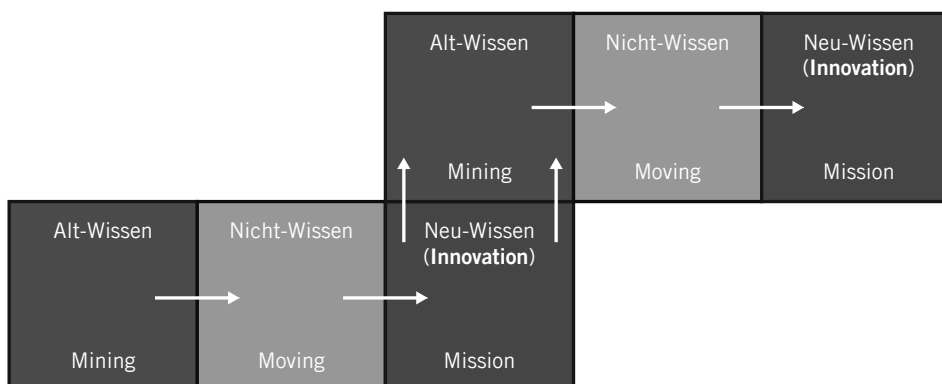 Alt-Wissen
Nicht-Wissen
Neu-Wissen
(Innovation)
Mining
Moving
Mission
Alt-Wissen
Nicht-Wissen
Neu-Wissen
(Innovation)
Mining
Moving
Mission